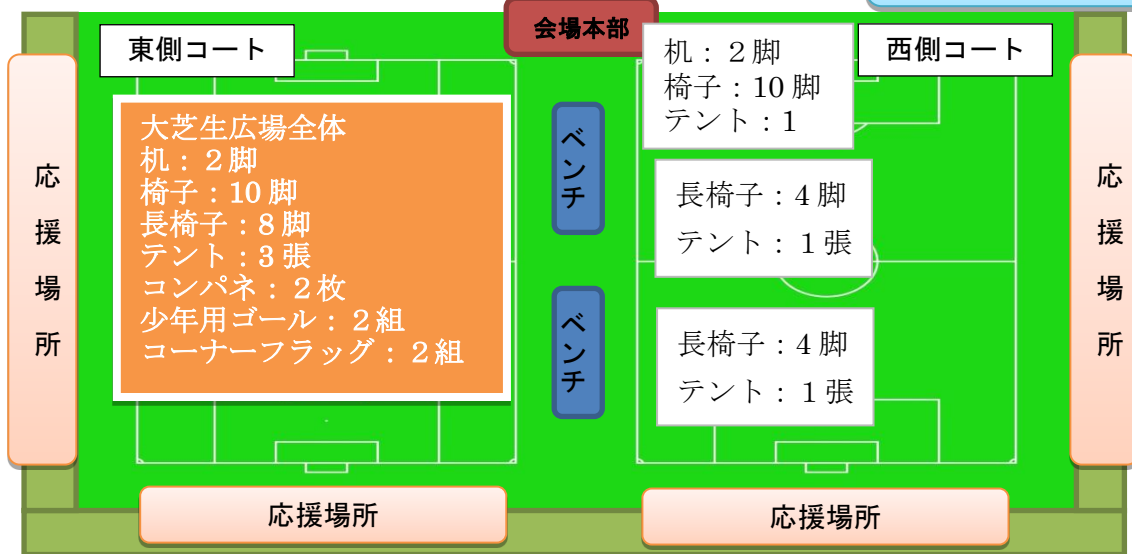 会場本部
東側コート
西側コート
机：２脚
椅子：10 脚
テント：1
大芝生広場全体
机：２脚
椅子：10 脚
長椅子：8 脚
テント：3 張
コンパネ：２枚
少年用ゴール：２組
コーナーフラッグ：２組
ベンチ
長椅子：4 脚
テント：１張
ベンチ
長椅子：4 脚
テント：１張
応援場所
応援場所
応援場所
応援場所